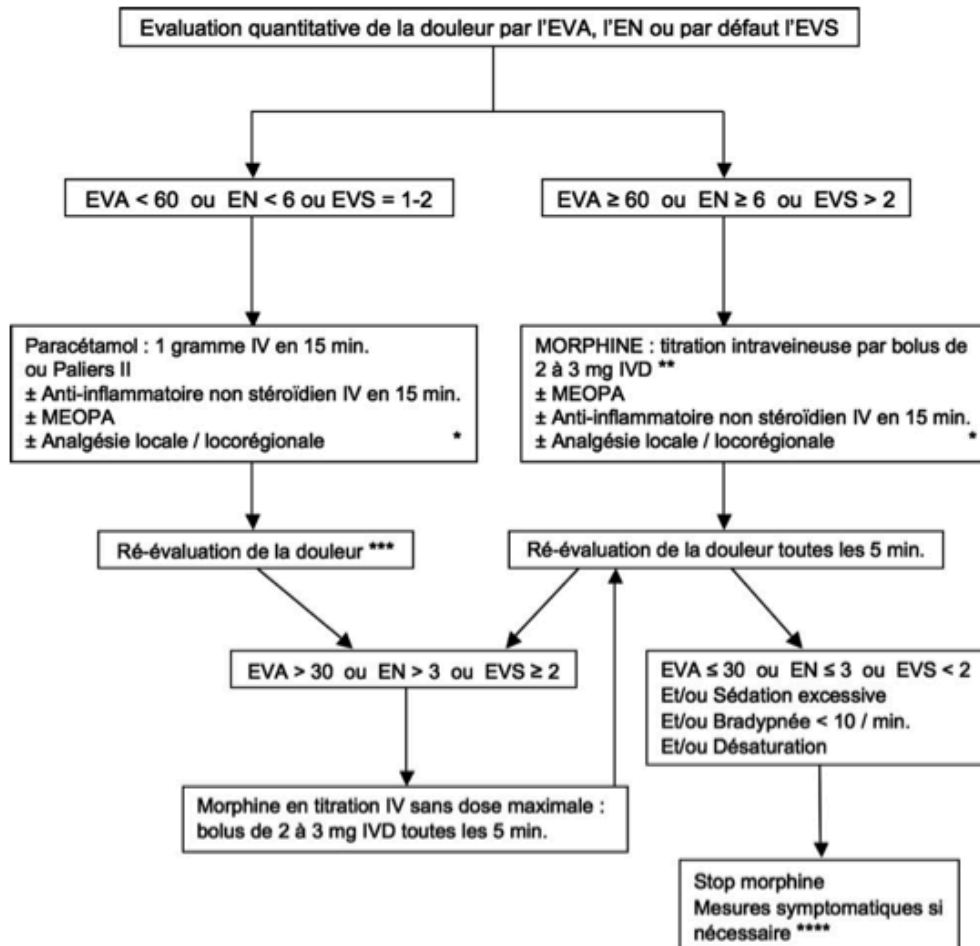 Evaluation quantitative de la douleur par l'EVA, l'EN ou par défaut l'EVS
EVA < 60 ou EN < 6 ou EVS = 1-2
EVA ≥ 60 ou EN ≥ 6 ou EVS > 2
Paracétamol : 1 gramme IV en 15 min.
ou Paliers II
± Anti-inflammatoire non stéroïdien IV en 15 min.
± MEOPA
± Analgésie locale / locorégionale *
MORPHINE : titration intraveineuse par bolus de
2 à 3 mg IVD **
± MEOPA
± Anti-inflammatoire non stéroïdien IV en 15 min.
± Analgésie locale / locorégionale *
Ré-évaluation de la douleur ***
Ré-évaluation de la douleur toutes les 5 min.
EVA > 30 ou EN > 3 ou EVS ≥ 2
EVA ≤ 30 ou EN ≤ 3 ou EVS < 2
Et/ou Sédation excessive
Et/ou Bradypnée < 10 / min.
Et/ou Désaturation
Morphine en titration IV sans dose maximale :
bolus de 2 à 3 mg IVD toutes les 5 min.
Stop morphine
Mesures symptomatiques si
nécessaire ****